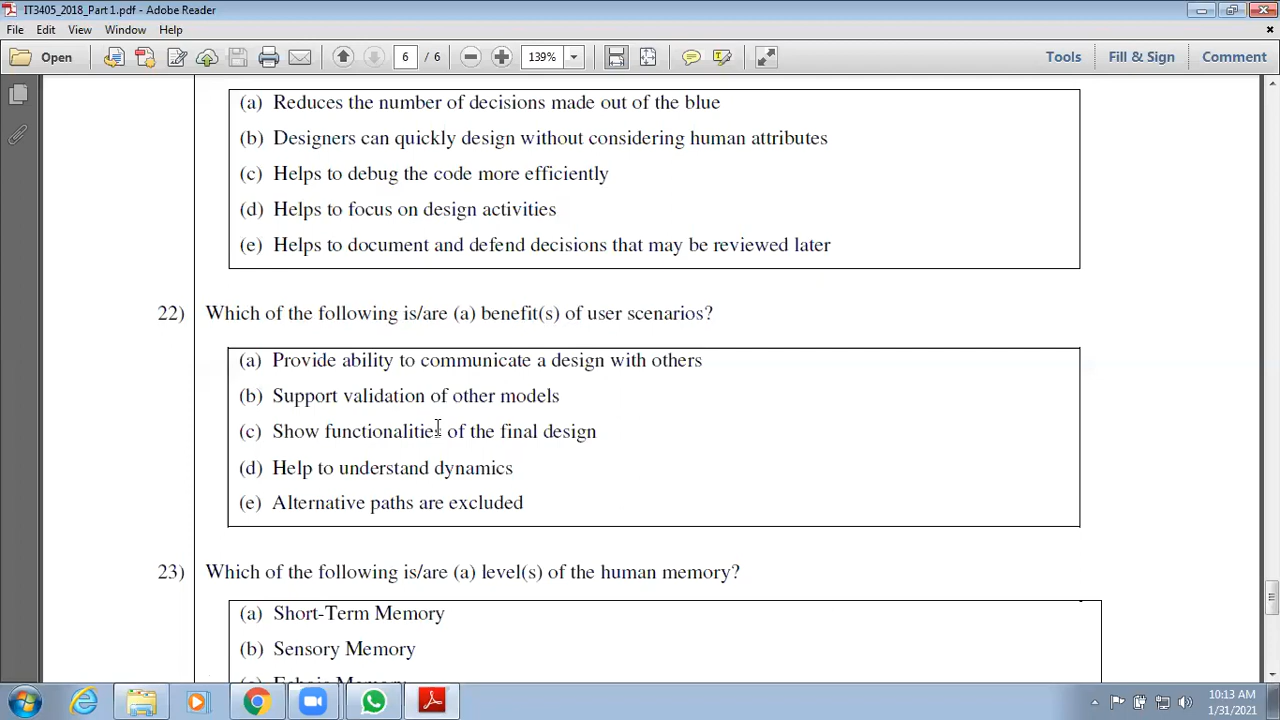 IT3405_2018_Part 1.pdf - Adobe Reader
File Edit View Window Help
Open 6 / 6 139% Tools Fill & Sign Comment
(a) Reduces the number of decisions made out of the blue
(b) Designers can quickly design without considering human attributes
(c) Helps to debug the code more efficiently
(d) Helps to focus on design activities
(e) Helps to document and defend decisions that may be reviewed later
22) Which of the following is/are (a) benefit(s) of user scenarios?
(a) Provide ability to communicate a design with others
(b) Support validation of other models
(c) Show functionalities of the final design
(d) Help to understand dynamics
(e) Alternative paths are excluded
23) Which of the following is/are (a) level(s) of the human memory?
(a) Short-Term Memory
(b) Sensory Memory
10:13 AM
1/31/2021